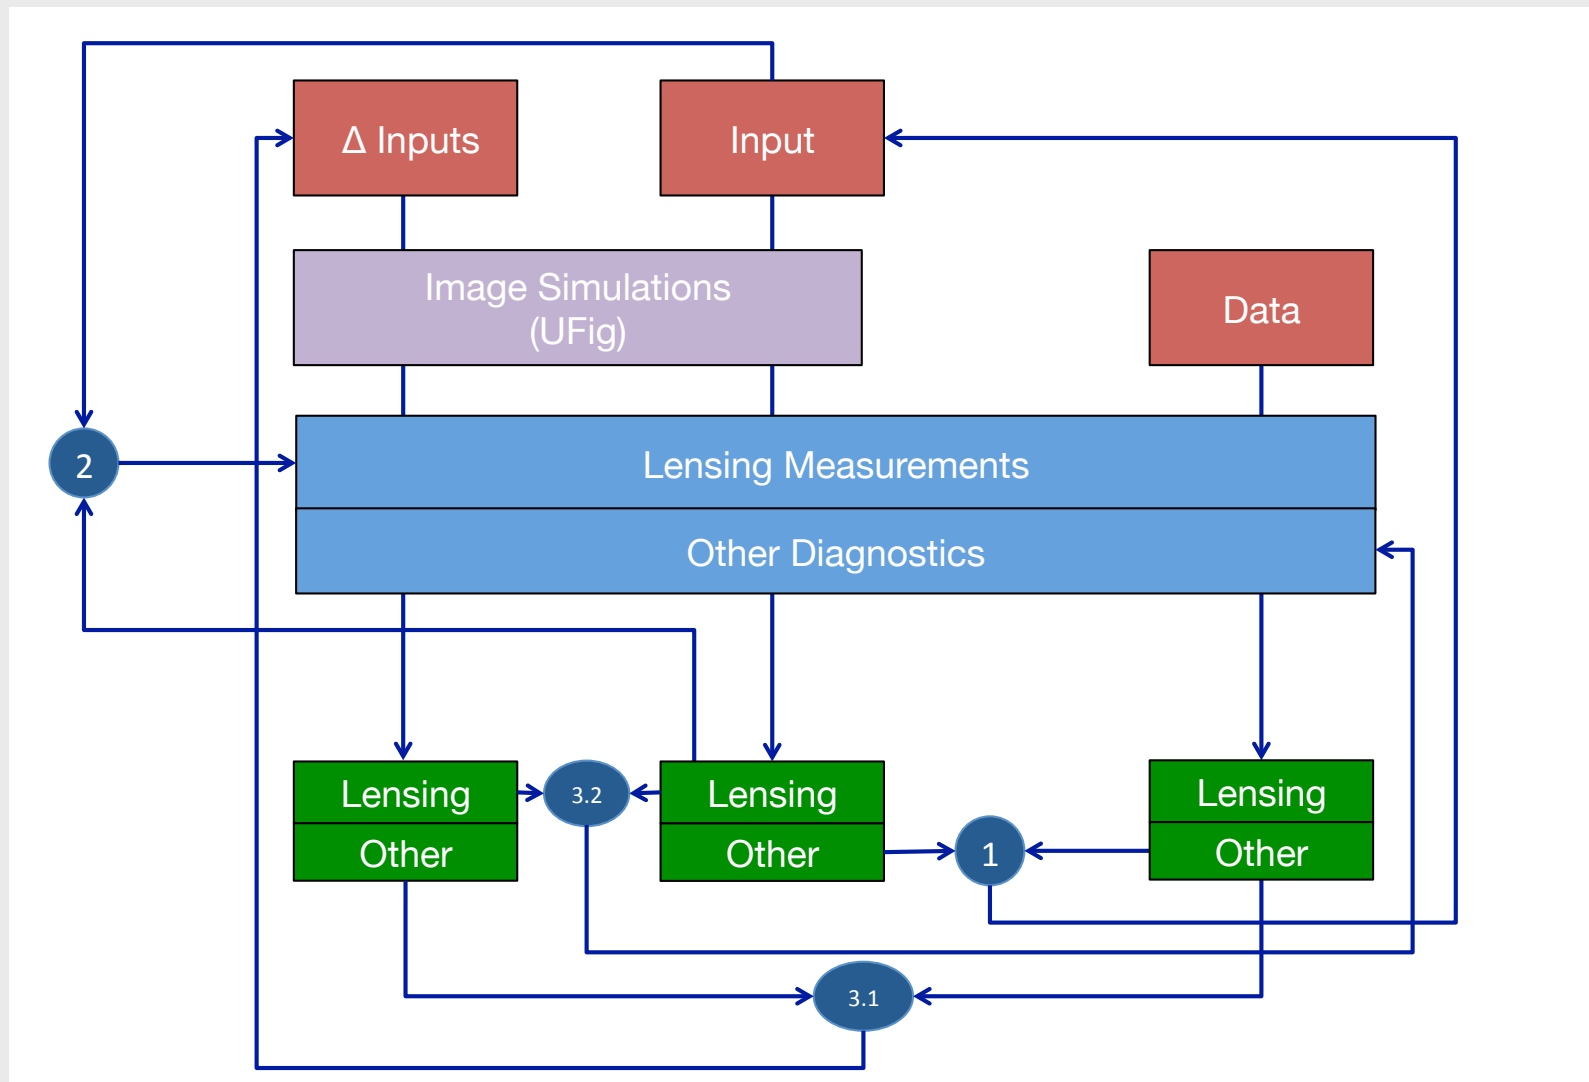 Δ Inputs
Input
Image Simulations
(UFig)
Data
2
Lensing Measurements
Other Diagnostics
Lensing
Other
3.2
Lensing
Other
1
Lensing
Other
3.1